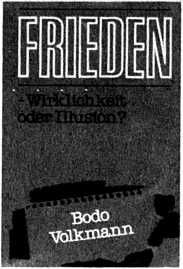 FRIEDEN
- Wirklichkeit
oder Illusion?
Bodo
Volkmann